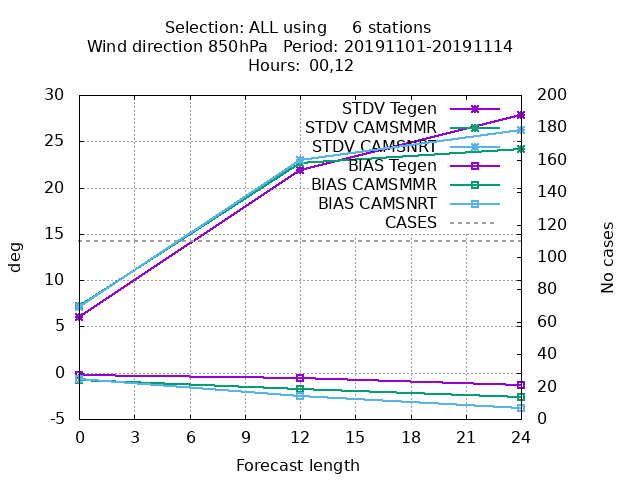 Selection: ALL using 6 stations
Wind direction 850hPa Period: 20191101-20191114
Hours: 00,12
30
25
20
15
10
5
0
-5
deg
200
180
160
140
120
100
80
60
40
20
0
No cases
STDV Tegen
STDV CAMSMMR
STDV CAMSNRT
BIAS Tegen
BIAS CAMSMMR
BIAS CAMSNRT
CASES
0 3 6 9 12 15 18 21 24
Forecast length